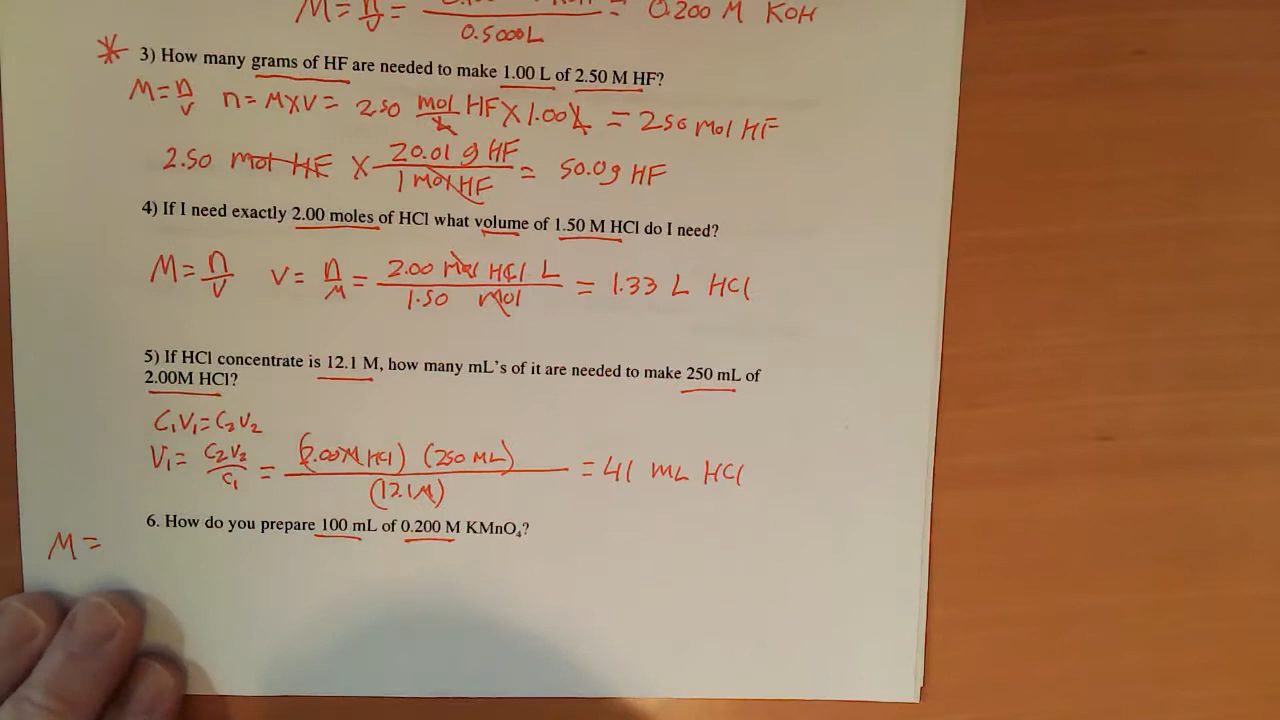 M = n/v = = 0.200 M KOH
0.5000L
* 3) How many grams of HF are needed to make 1.00 L of 2.50 M HF?
M = n/v n = M X V = 2.50 mol/L HF X 1.00 L = 2.50 mol HF
2.50 mol HF X 20.01 g HF / 1 mol HF = 50.0g HF
4) If I need exactly 2.00 moles of HCl what volume of 1.50 M HCl do I need?
M = n/v v = n/M = 2.00 mol HCl L / 1.50 mol = 1.33 L HCl
5) If HCl concentrate is 12.1 M, how many mL's of it are needed to make 250 mL of
2.00M HCl?
C₁V₁ = C₂V₂
V₁ = C₂V₂/C₁ = (2.00M HCl) (250 mL) / (12.1M) = 41 mL HCl
6. How do you prepare 100 mL of 0.200 M KMnO₄?
M =